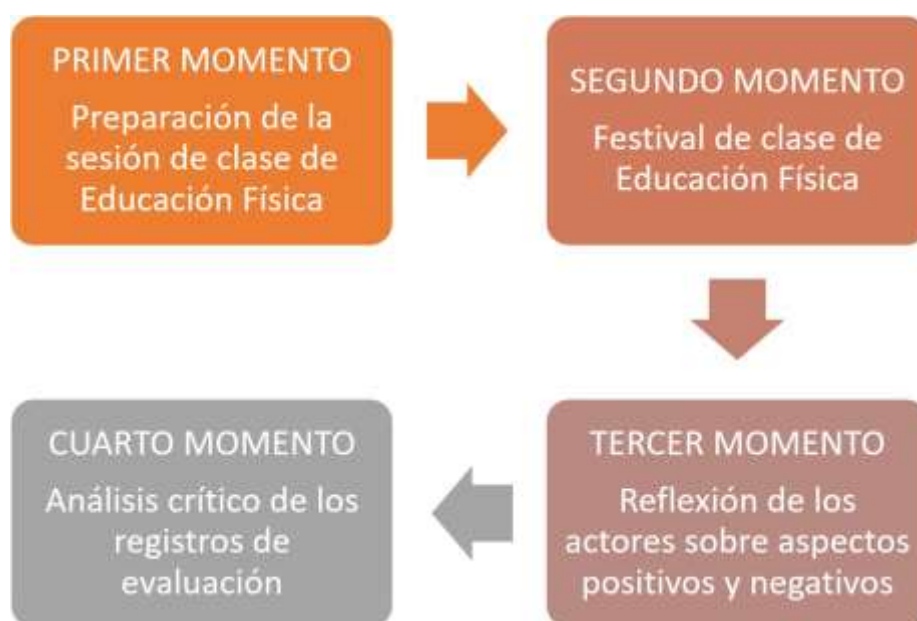 PRIMER MOMENTO
Preparación de la
sesión de clase de
Educación Física
SEGUNDO MOMENTO
Festival de clase de
Educación Física
TERCER MOMENTO
Reflexión de los
actores sobre aspectos
positivos y negativos
CUARTO MOMENTO
Análisis crítico de los
registros de
evaluación